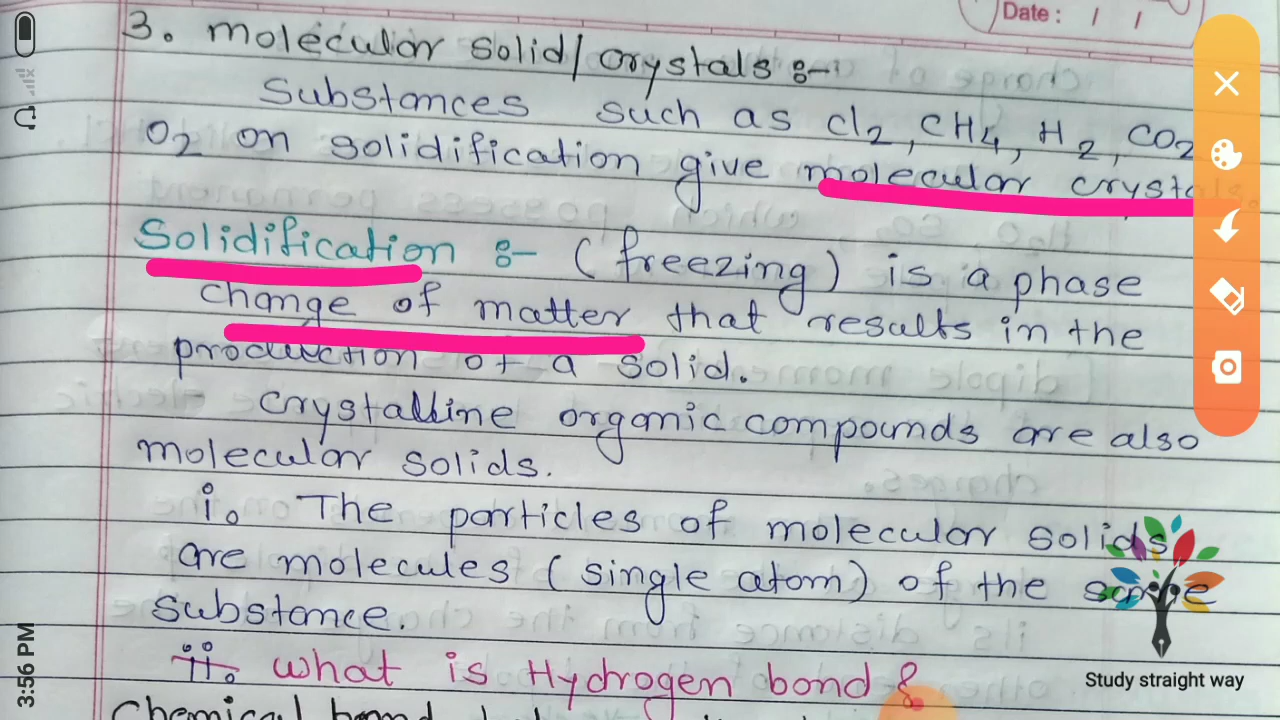 Date : / /
3. Molecular Solid/crystals :-
Substances such as Cl2, CH4, H2, CO2
O2 on solidification give molecular crystals.
Solidification :- (freezing) is a phase
change of matter that results in the
production of a solid.
Crystalline organic compounds are also
molecular solids.
i. The particles of molecular solids
are molecules (single atom) of the same
substance.
ii. What is Hydrogen bond ?
Chemical bond
Study straight way
3:56 PM